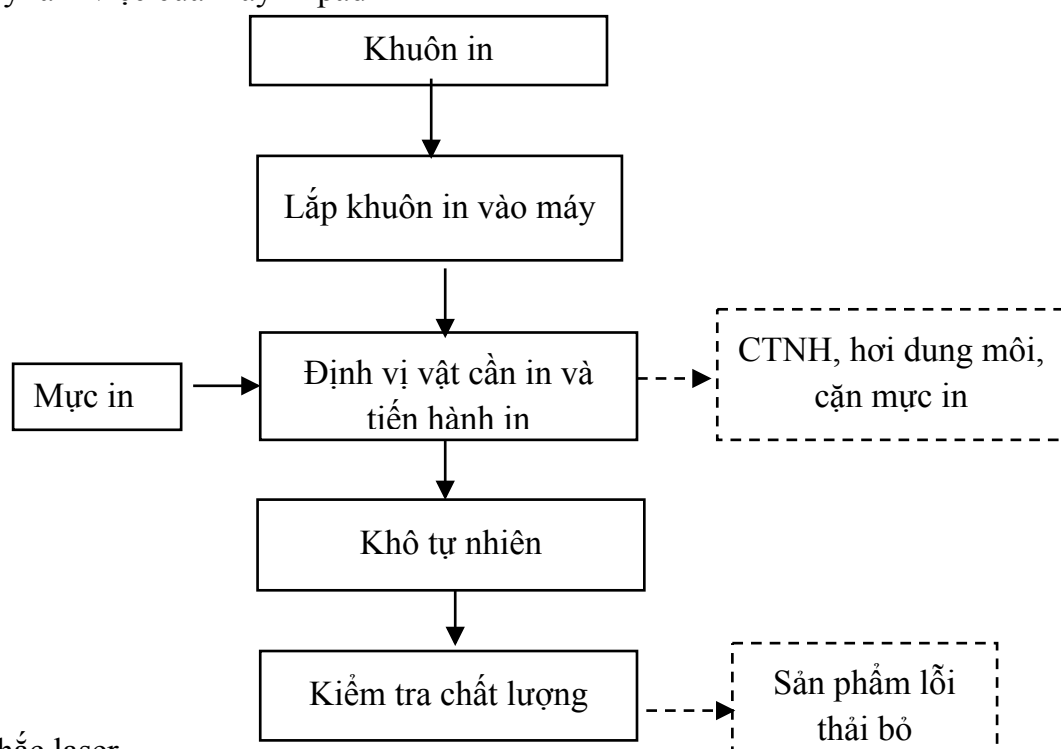 Khuôn in
Lắp khuôn in vào máy
Mực in
Định vị vật cần in và
tiến hành in
CTNH, hơi dung môi,
cặn mực in
Khô tự nhiên
Kiểm tra chất lượng
Sản phẩm lỗi
thải bỏ
laser